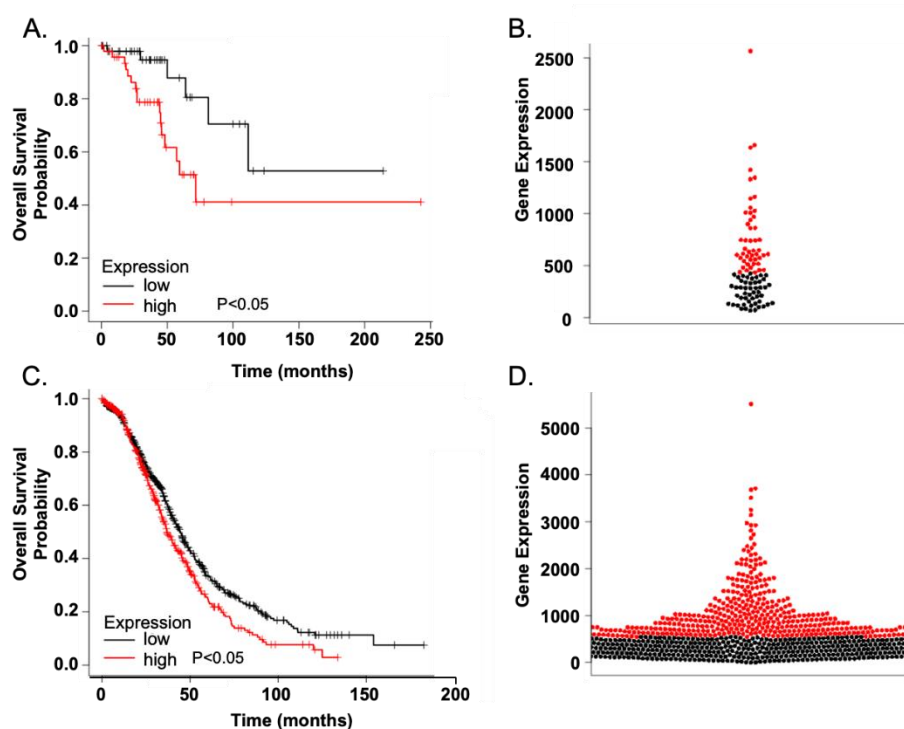 A.
1.0
0.8
0.6
0.4
0.2
0.0
Overall Survival
Probability
Expression
low
high P<0.05
0 50 100 150 200 250
Time (months)
B.
2500
1500
2000
1000
500
0
Gene Expression
C.
1.0
0.8
0.6
0.4
0.2
0.0
Overall Survival
Probability
Expression
low
high P<0.05
0 50 100 150 200
Time (months)
D.
5000
4000
3000
2000
1000
0
Gene Expression